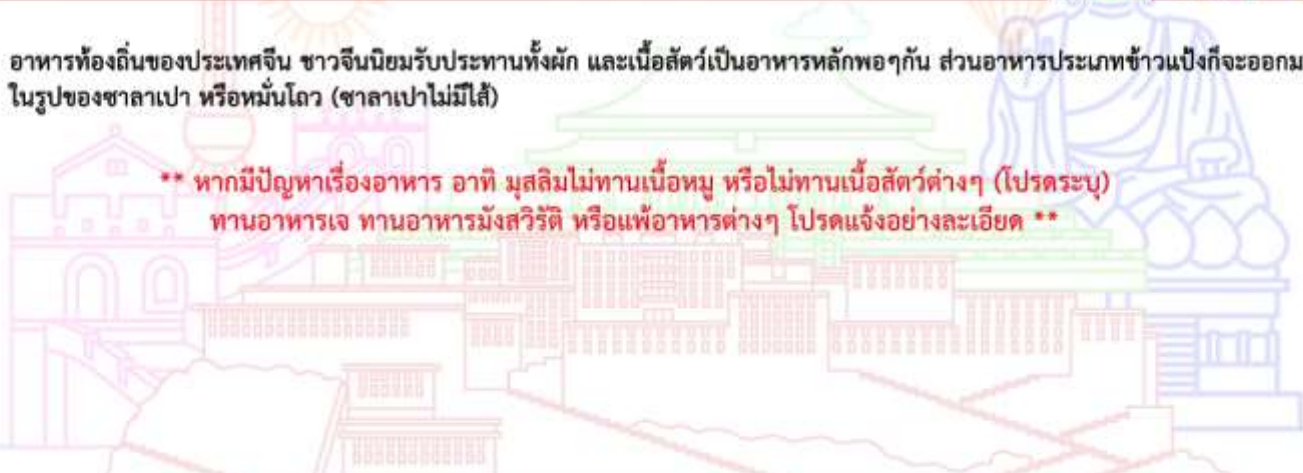 อาหารท้องถิ่นของประเทศจีน ชาวจีนนิยมรับประทานทั้งผัก และเนื้อสัตว์เป็นอาหารหลักพอๆกัน ส่วนอาหารประเภทข้าวแป้งก็จะออกม
ในรูปของซาลาเปา หรือหมั่นโถว (ซาลาเปาไม่มีไส้)
** หากมีปัญหาเรื่องอาหาร อาทิ มุสลิมไม่ทานเนื้อหมู หรือไม่ทานเนื้อสัตว์ต่างๆ (โปรดระบุ)
ทานอาหารเจ ทานอาหารมังสวิรัติ หรือแพ้อาหารต่างๆ โปรดแจ้งอย่างละเอียด **